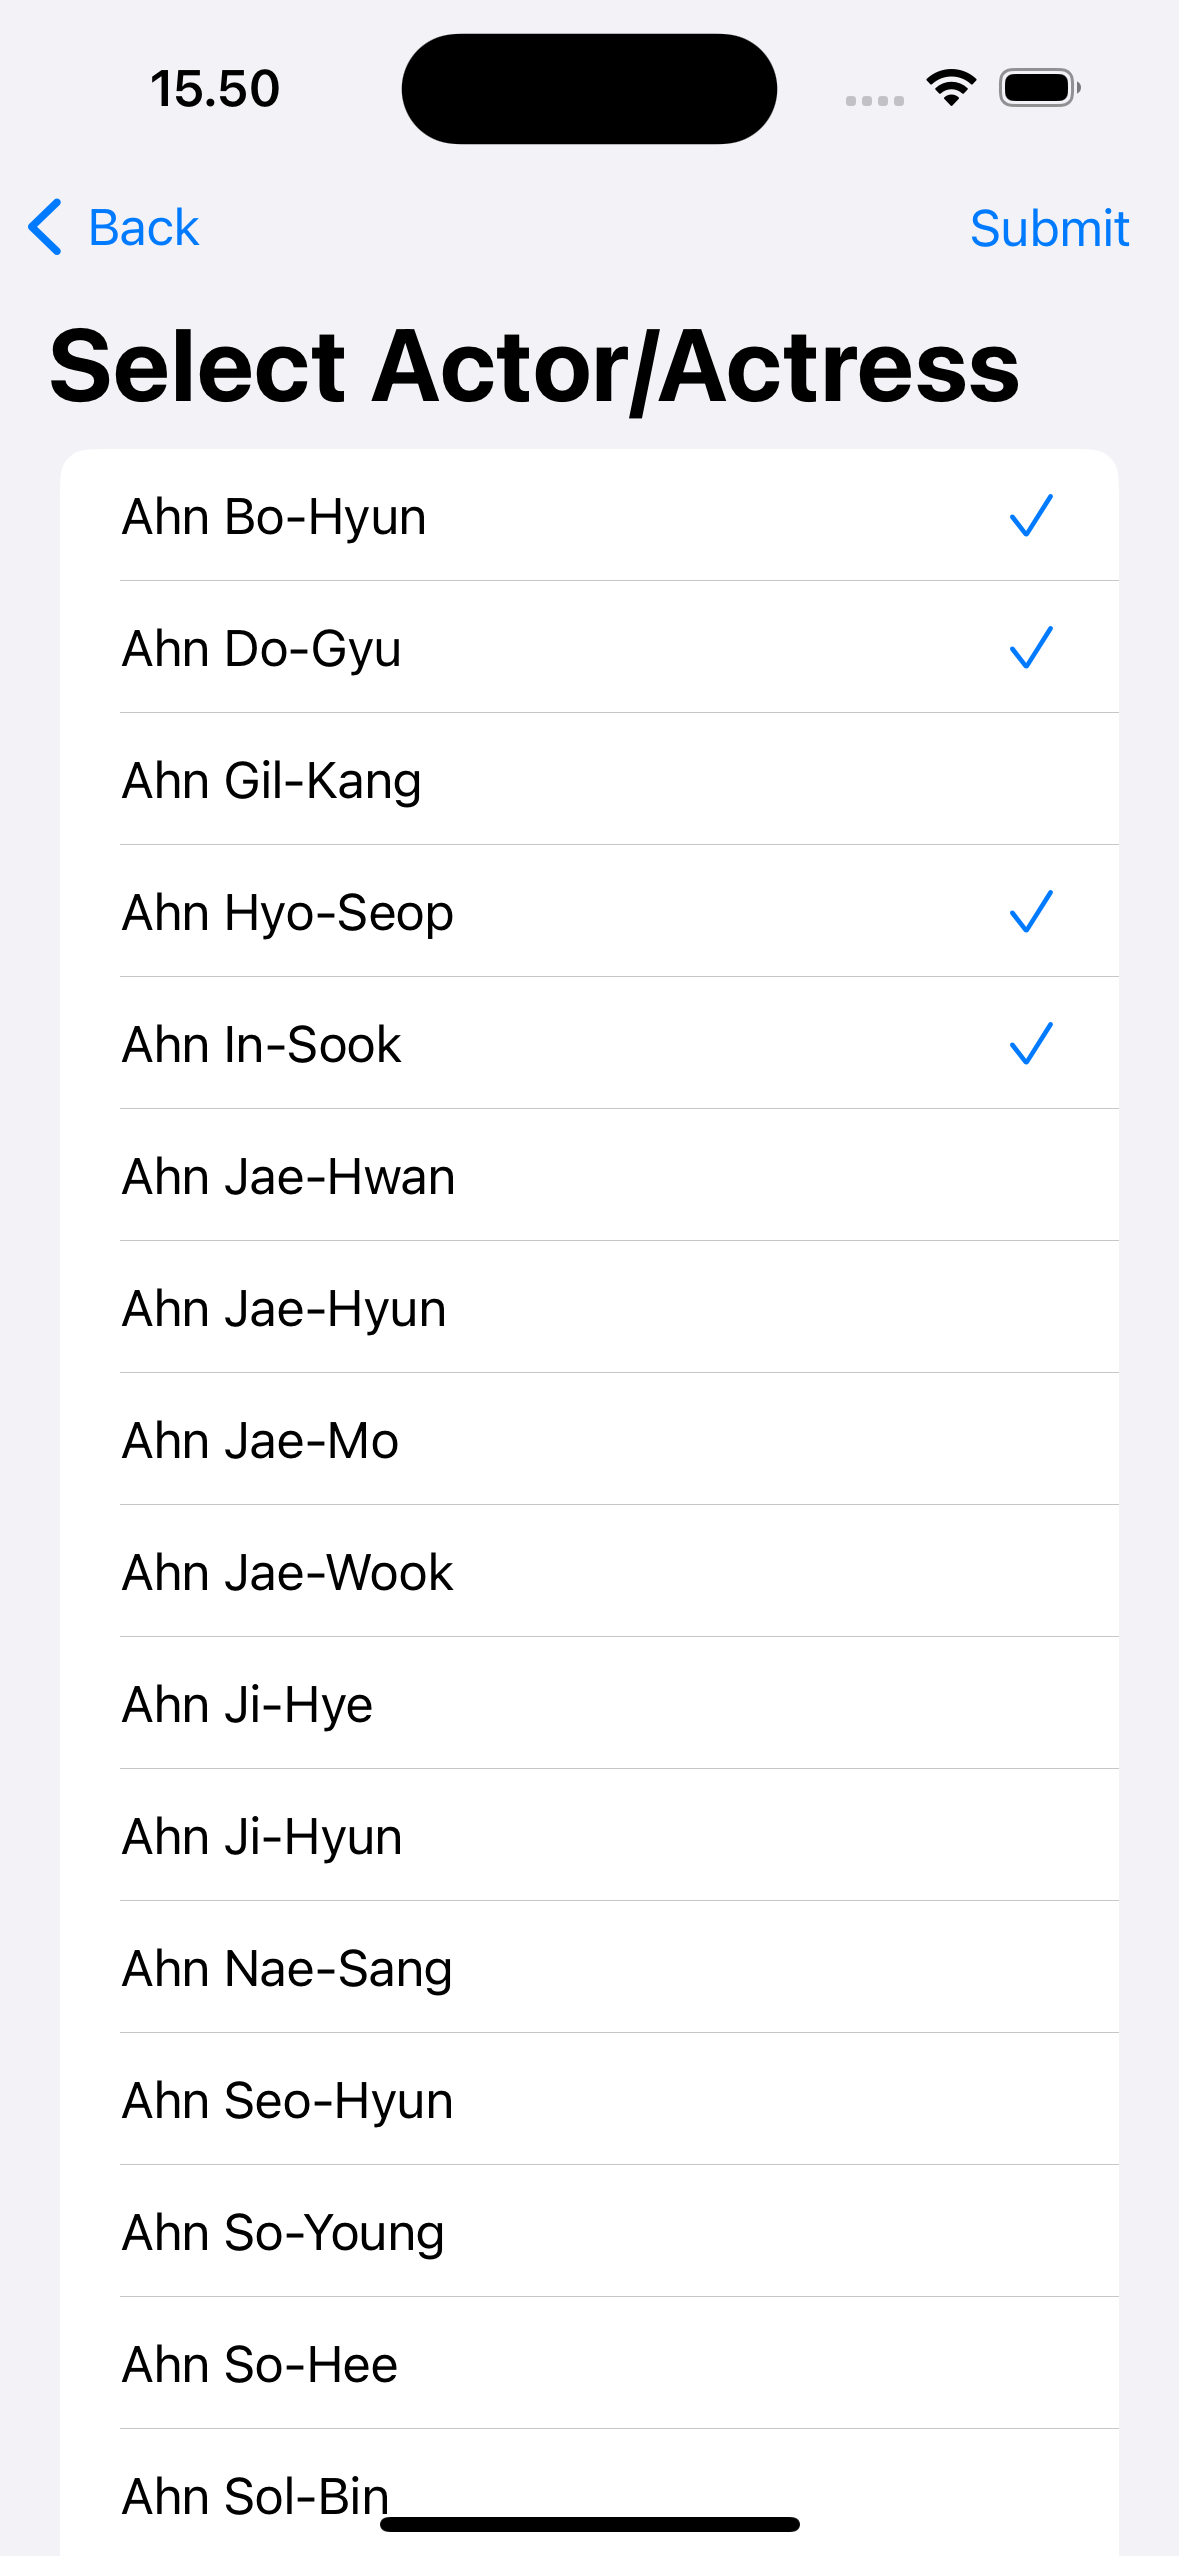 15.50
Back
Submit
Select Actor/Actress
Ahn Bo-Hyun
Ahn Do-Gyu
Ahn Gil-Kang
Ahn Hyo-Seop
Ahn In-Sook
Ahn Jae-Hwan
Ahn Jae-Hyun
Ahn Jae-Mo
Ahn Jae-Wook
Ahn Ji-Hye
Ahn Ji-Hyun
Ahn Nae-Sang
Ahn Seo-Hyun
Ahn So-Young
Ahn So-Hee
Ahn Sol-Bin